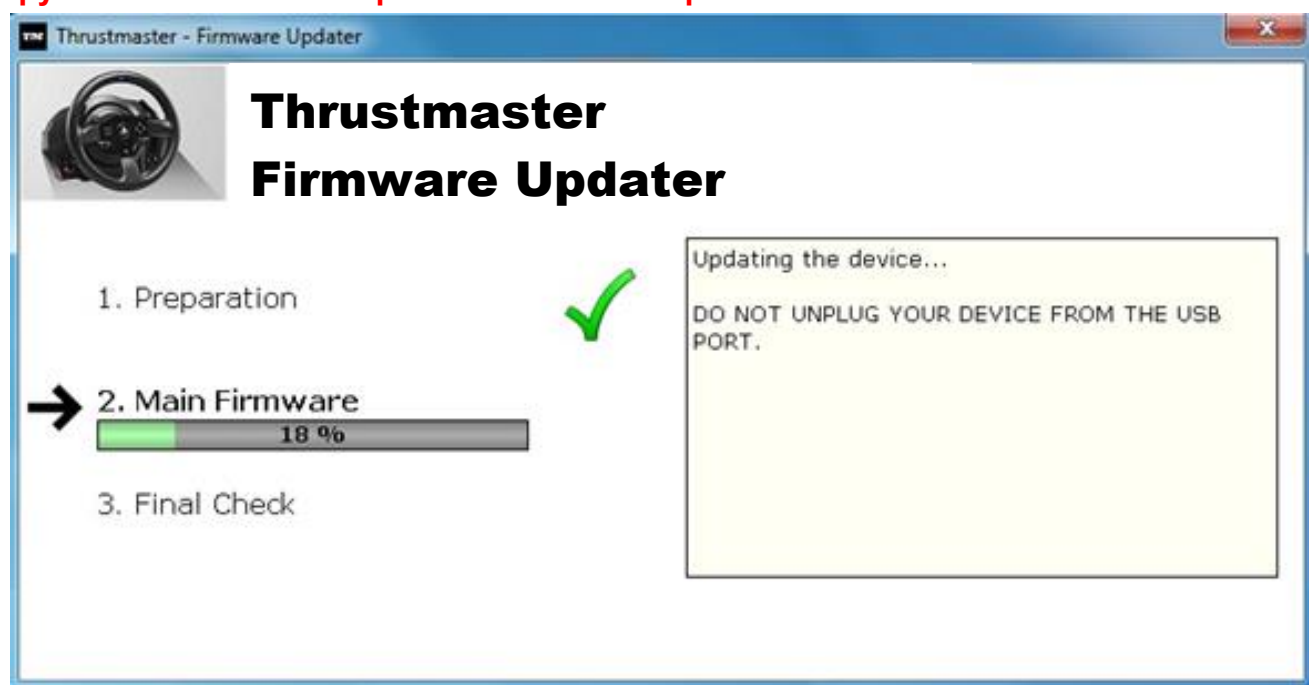 Thrustmaster - Firmware Updater
Thrustmaster
Firmware Updater
1. Preparation
2. Main Firmware
18 %
3. Final Check
Updating the device...
DO NOT UNPLUG YOUR DEVICE FROM THE USB
PORT.